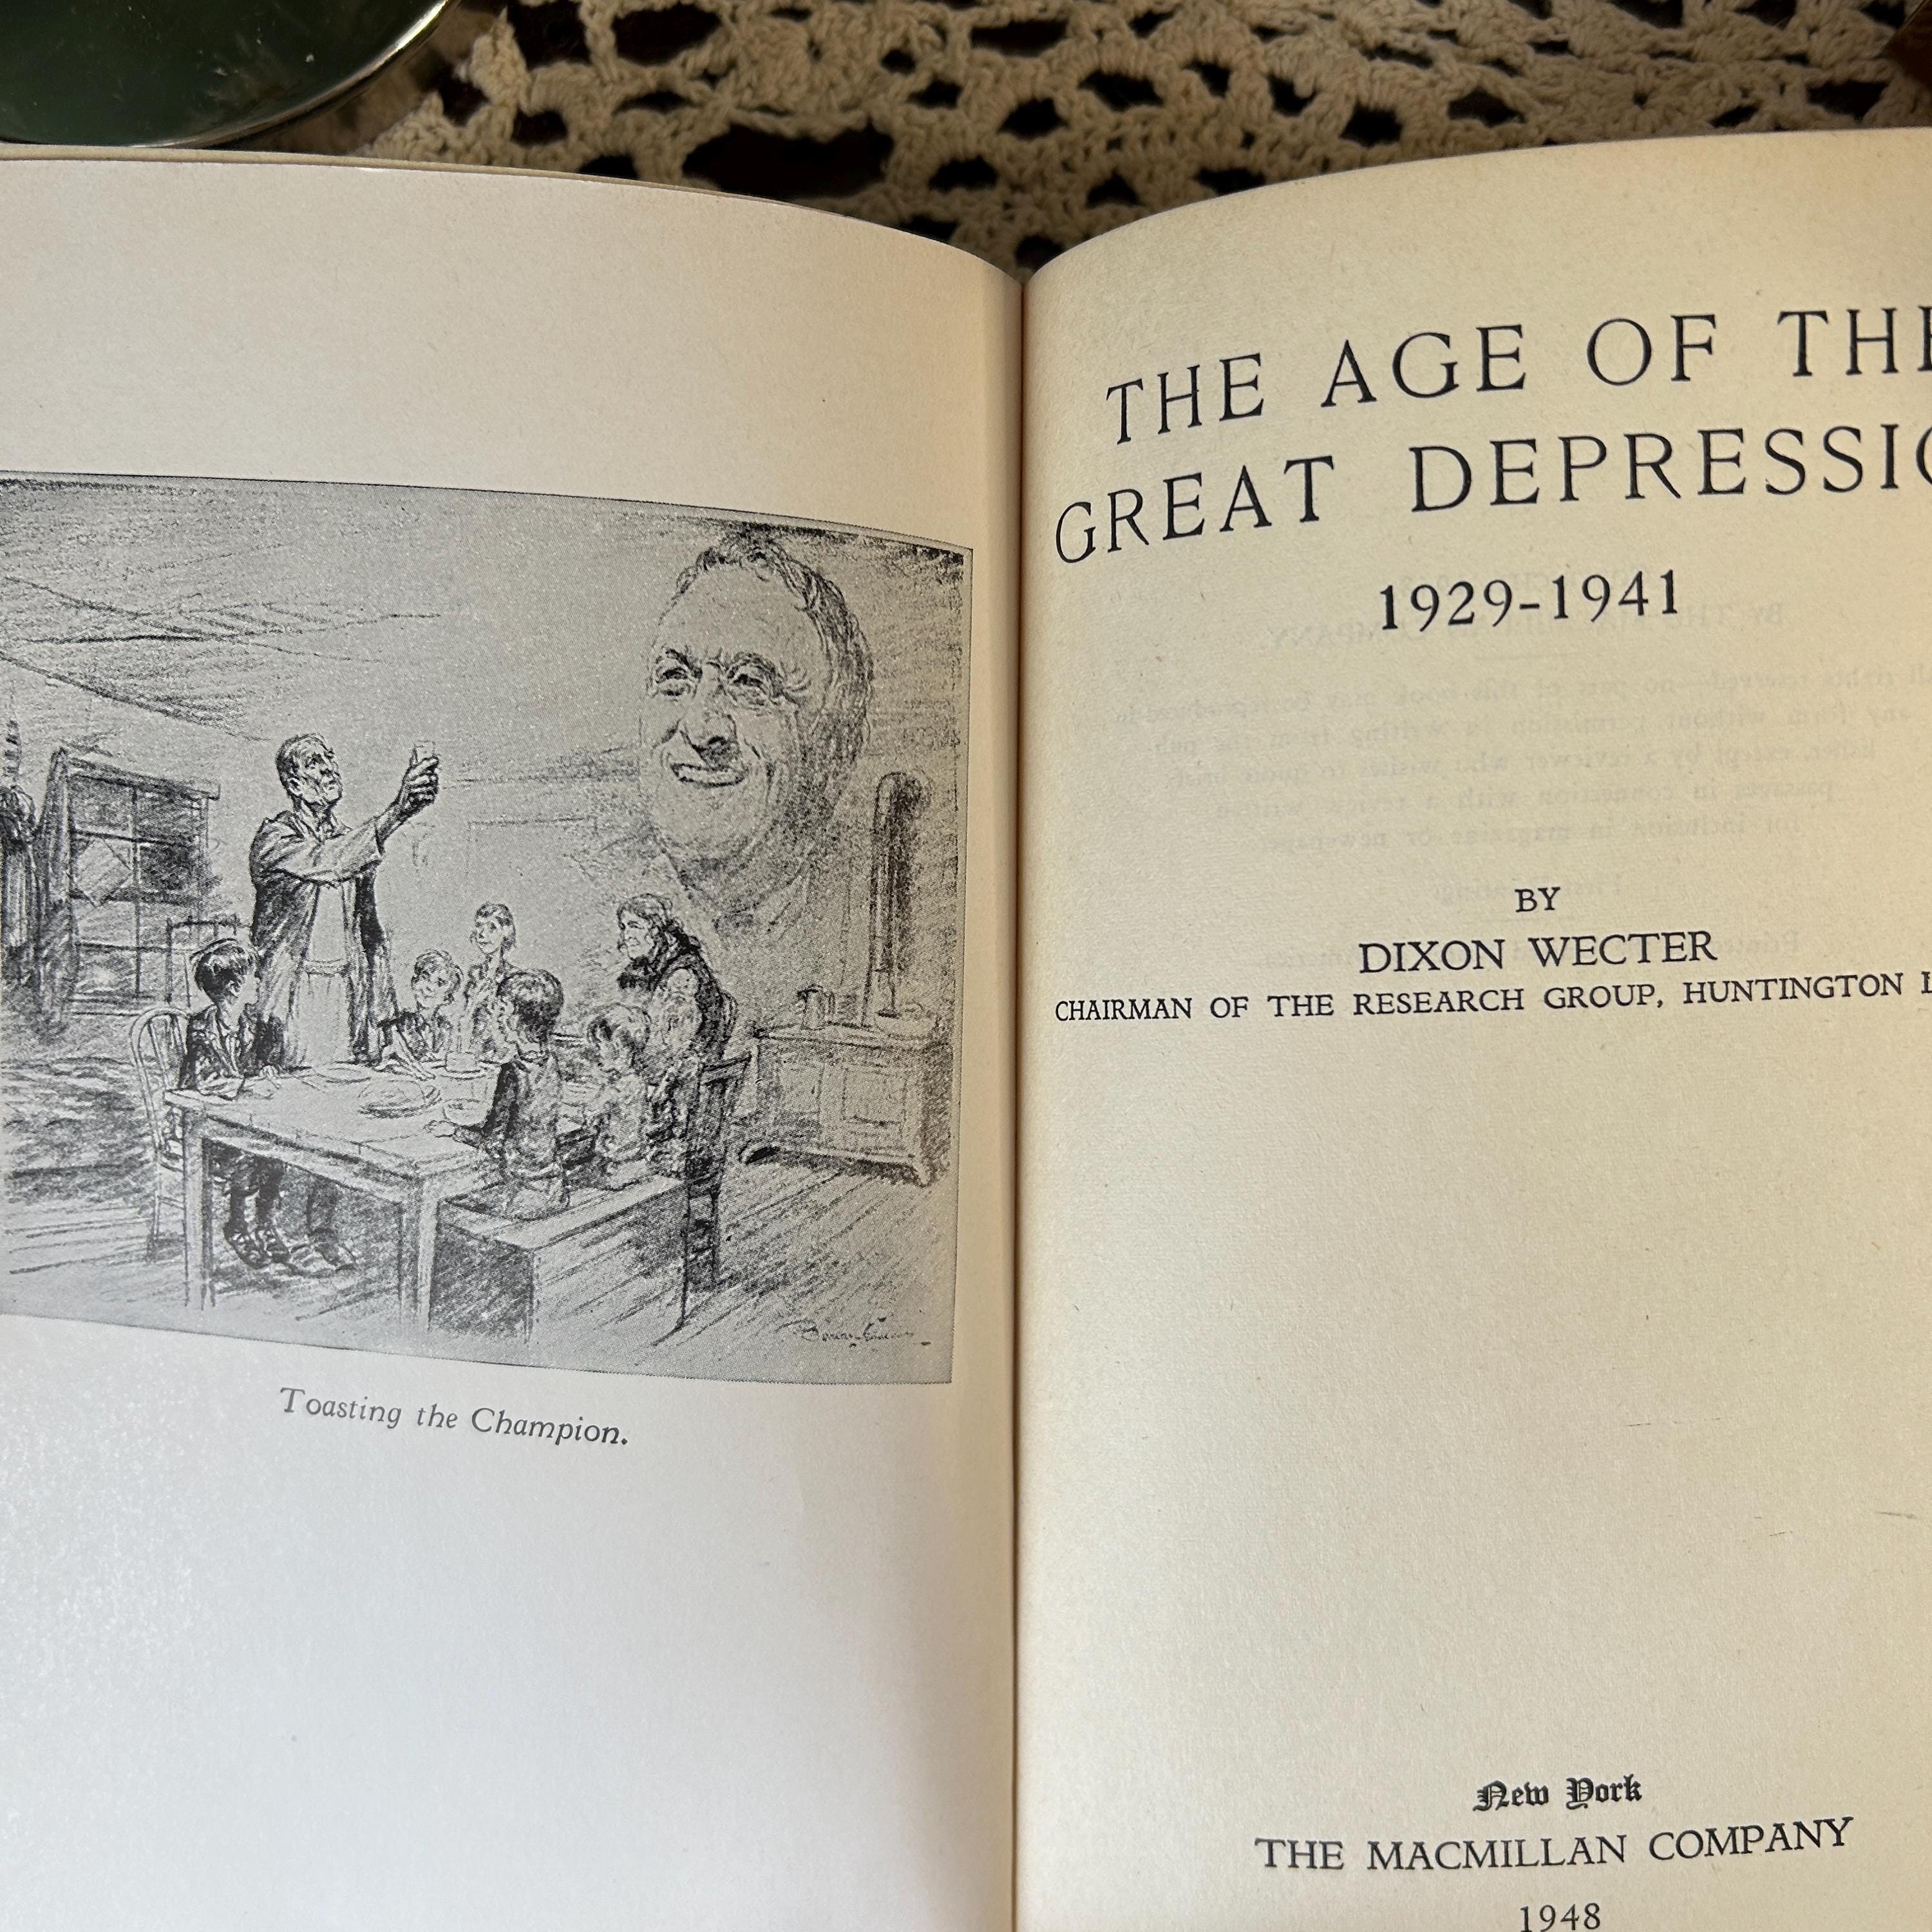 Toasting the Champion.
THE AGE OF THE
GREAT DEPRESSIO
1929-1941
BY
DIXON WECTER
CHAIRMAN OF THE RESEARCH GROUP, HUNTINGTON L
New York
THE MACMILLAN COMPANY
1948